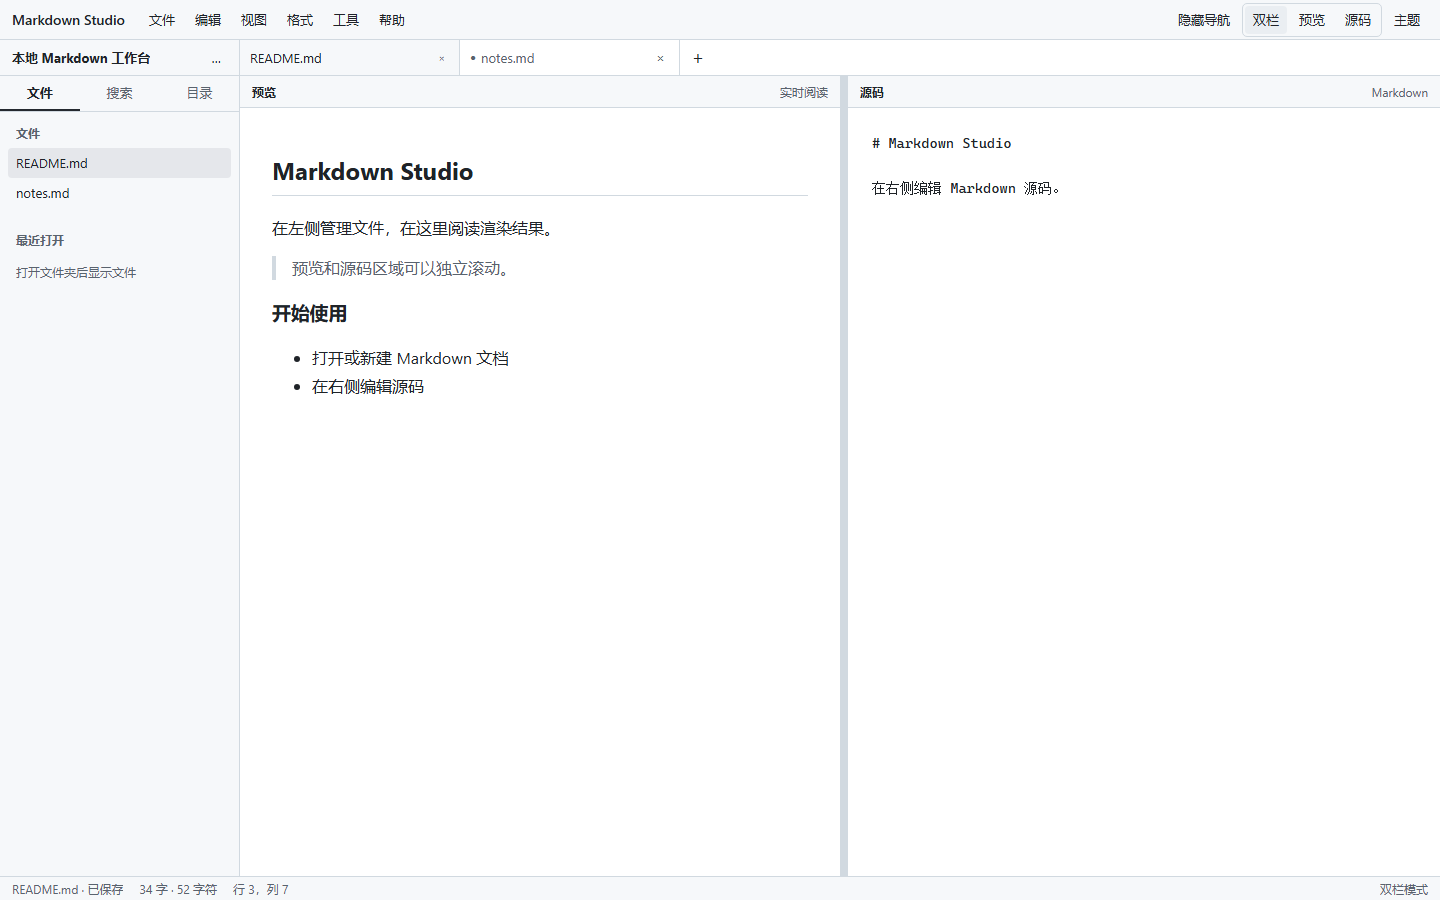 Markdown Studio 文件 编辑 视图 格式 工具 帮助 隐藏导航 双栏 预览 源码 主题
本地 Markdown 工作台 ... README.md × • notes.md × +
文件 搜索 目录
预览 实时阅读
源码 Markdown
文件
README.md
notes.md
最近打开
打开文件夹后显示文件
Markdown Studio
在左侧管理文件，在这里阅读渲染结果。
预览和源码区域可以独立滚动。
开始使用
• 打开或新建 Markdown 文档
• 在右侧编辑源码
# Markdown Studio
在右侧编辑 Markdown 源码。
README.md · 已保存 34 字 · 52 字符 行 3，列 7 双栏模式